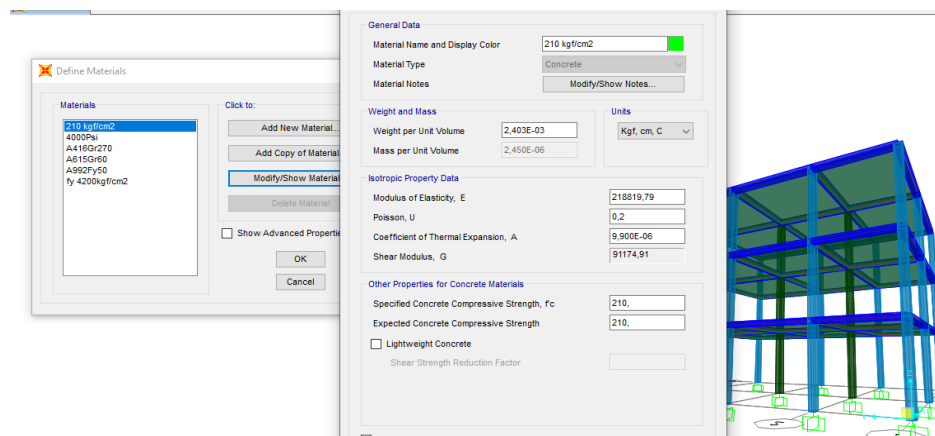 Define Materials
Materials
210 kgf/cm2
4000Psi
A416Gr270
A615Gr60
A992Fy50
fy 4200kgf/cm2
Click to:
Add New Material...
Add Copy of Material
Modify/Show Material
Delete Material
Show Advanced Propertie
OK
Cancel
General Data
Material Name and Display Color 210 kgf/cm2
Material Type Concrete
Material Notes Modify/Show Notes...
Weight and Mass
Weight per Unit Volume 2,403E-03
Mass per Unit Volume 2,450E-06
Units
Kgf, cm, C
Isotropic Property Data
Modulus of Elasticity, E 218819,79
Poisson, U 0,2
Coefficient of Thermal Expansion, A 9,900E-06
Shear Modulus, G 91174,91
Other Properties for Concrete Materials
Specified Concrete Compressive Strength, f'c 210,
Expected Concrete Compressive Strength 210,
Lightweight Concrete
Shear Strength Reduction Factor